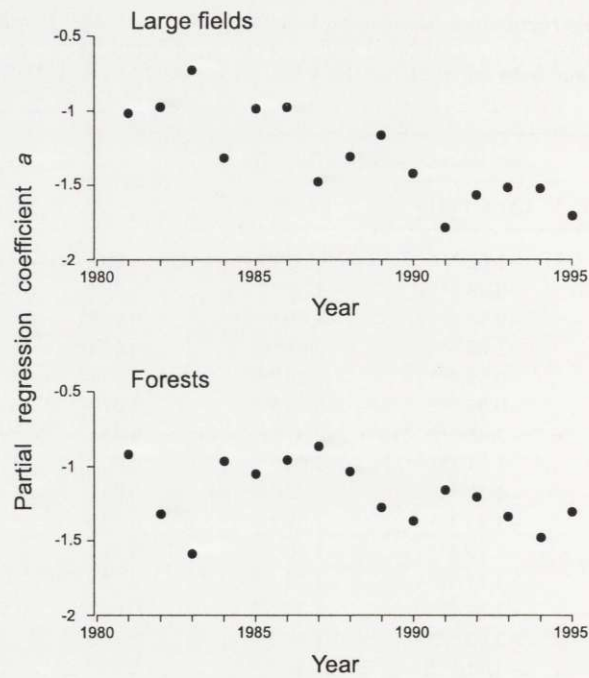 Partial regression coefficient a
Large fields
-0.5
-1
-1.5
-2
1980 1985 1990 1995
Year
Forests
-0.5
-1
-1.5
-2
1980 1985 1990 1995
Year